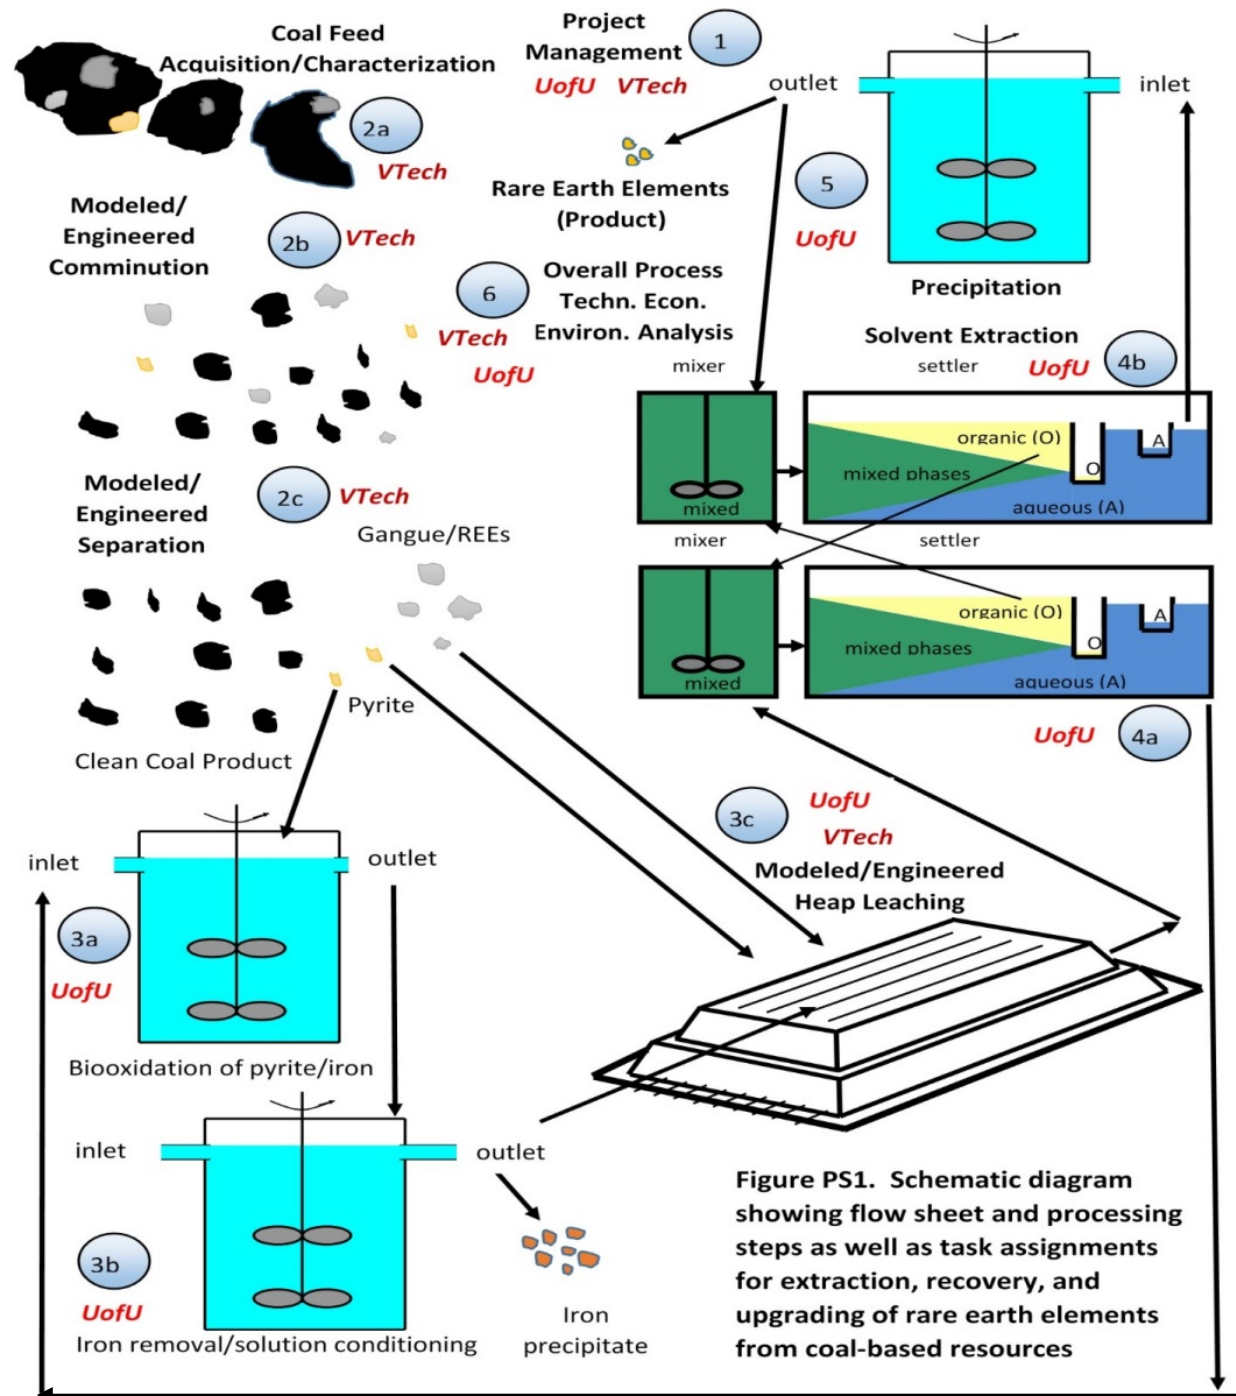 Coal Feed
Acquisition/Characterization
2a
VTech
Project
Management
1
UofU VTech
outlet
inlet
Rare Earth Elements
(Product)
5
UofU
Precipitation
Modeled/
Engineered
Comminution
2b
VTech
6
VTech
UofU
Overall Process
Techn. Econ.
Environ. Analysis
Solvent Extraction
UofU
4b
mixer
settler
organic (O)
mixed phases
aqueous (A)
O
A
mixed
mixer
settler
organic (O)
mixed phases
aqueous (A)
O
A
mixed
UofU
4a
Modeled/
Engineered
Separation
2c
VTech
Gangue/REEs
Pyrite
Clean Coal Product
3c
UofU
VTech
Modeled/Engineered
Heap Leaching
inlet
outlet
3a
UofU
Biooxidation of pyrite/iron
inlet
outlet
3b
UofU
Iron removal/solution conditioning
Iron
precipitate
Figure PS1. Schematic diagram
showing flow sheet and processing
steps as well as task assignments
for extraction, recovery, and
upgrading of rare earth elements
from coal-based resources